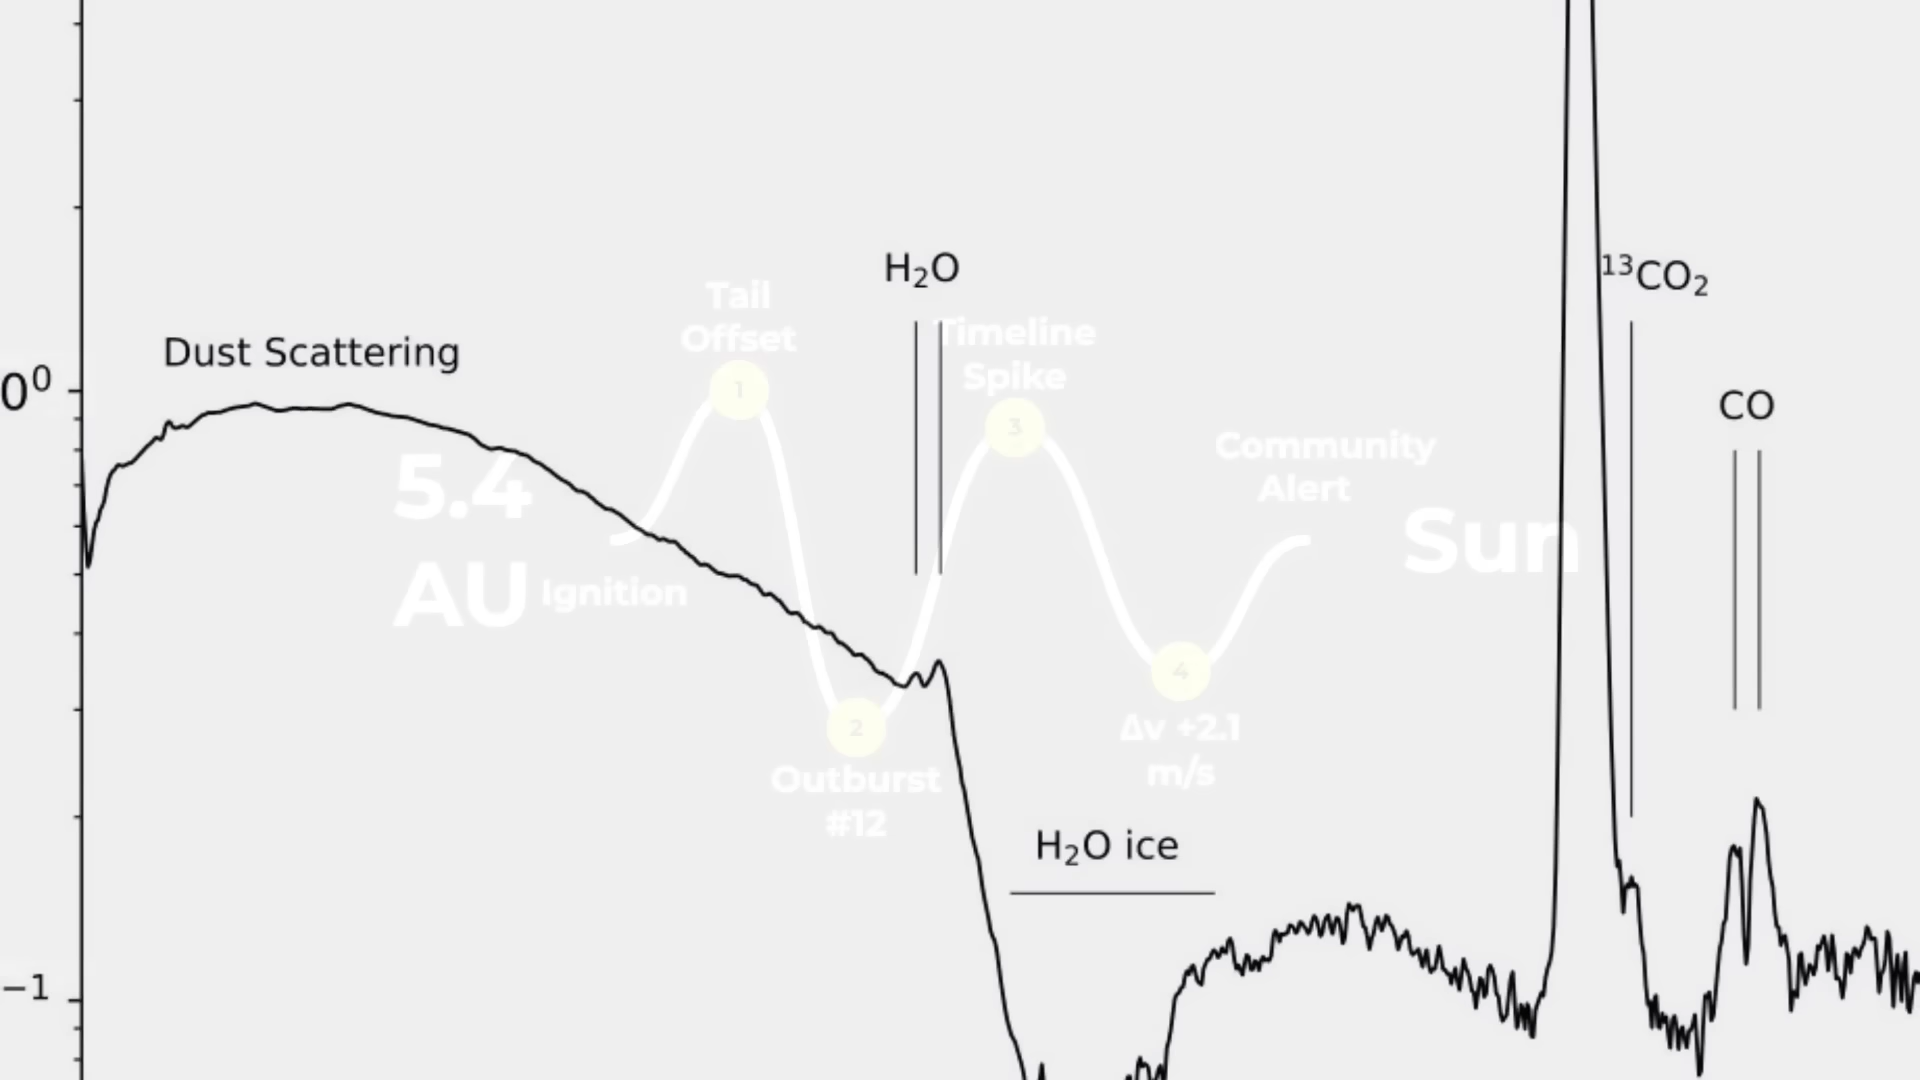 H₂O
¹³CO₂
Tail
Offset
Timeline
Spike
Dust Scattering
0⁰
1
3
CO
Community
Alert
5.4
AU
Ignition
Sun
4
2
Δv +2.1
m/s
Outburst
#12
H₂O ice
−1